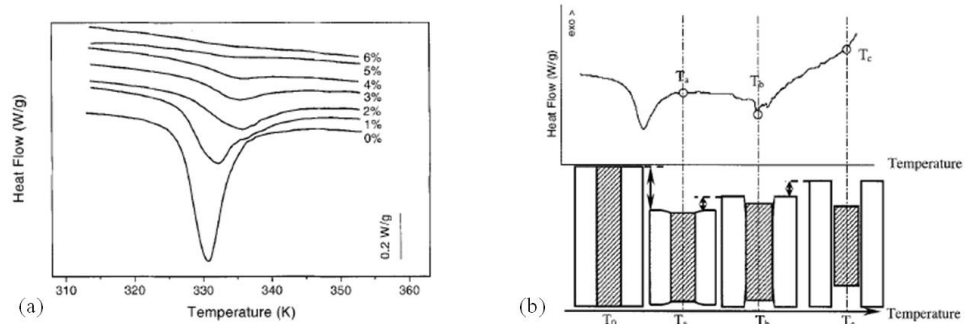 Heat Flow (W/g)
6%
5%
4%
3%
2%
1%
0%
0.2 W/g
310
320
330
340
350
360
Temperature (K)
(a)
(b)
exo >
Heat Flow (W/g)
Ta
Tb
Tc
Temperature
T0
Ta
Tb
Temperature